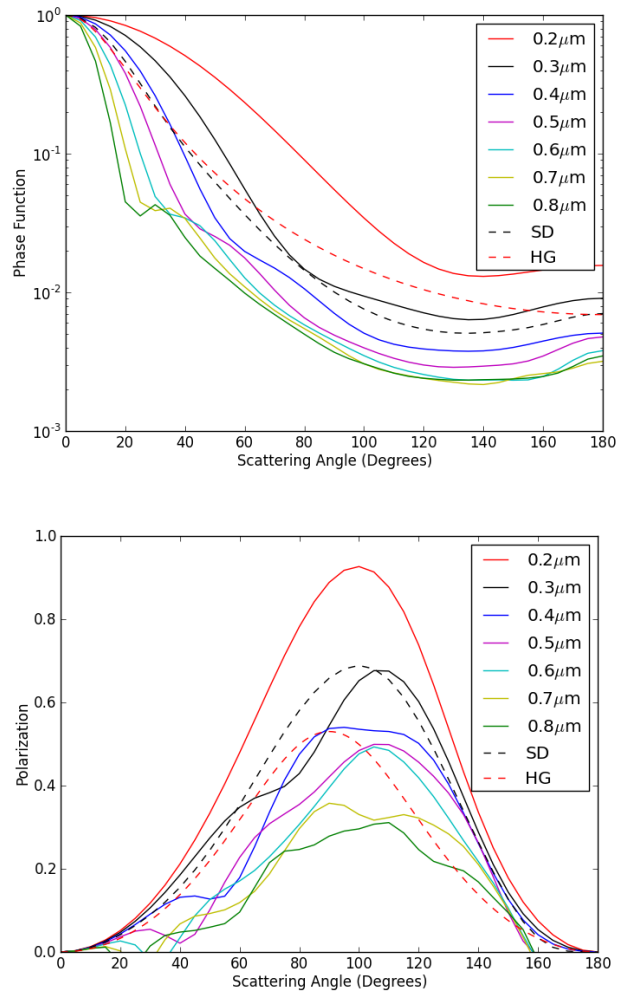 10⁰
10⁻¹
10⁻²
10⁻³
Phase Function
0.2μm
0.3μm
0.4μm
0.5μm
0.6μm
0.7μm
0.8μm
SD
HG
0 20 40 60 80 100 120 140 160 180
Scattering Angle (Degrees)
1.0
0.8
0.6
0.4
0.2
0.0
Polarization
0.2μm
0.3μm
0.4μm
0.5μm
0.6μm
0.7μm
0.8μm
SD
HG
0 20 40 60 80 100 120 140 160 180
Scattering Angle (Degrees)